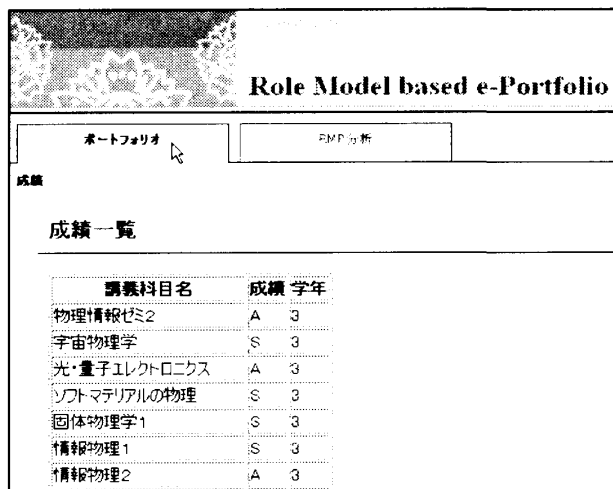 Role Model based e-Portfolio
ポートフォリオ
RMP分析
成績
成績一覧
講義科目名 成績 学年
物理情報ゼミ2 A 3
宇宙物理学 S 3
光・量子エレクトロニクス A 3
ソフトマテリアルの物理 S 3
固体物理学1 S 3
情報物理1 S 3
情報物理2 A 3